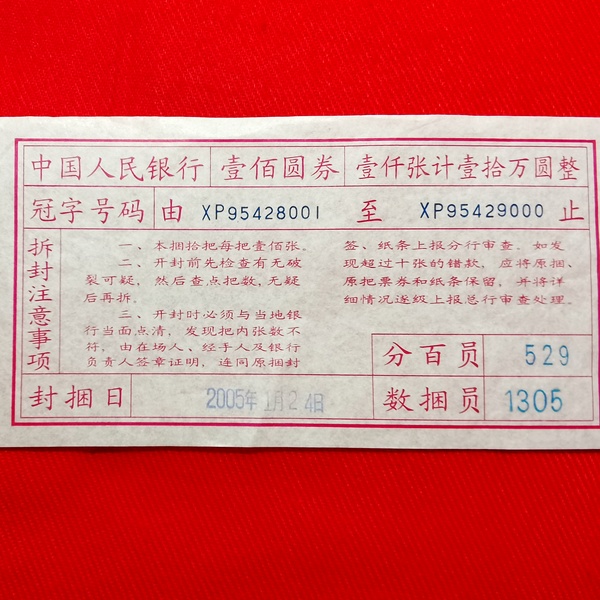 中国人民银行 壹佰圆券 壹仟张计壹拾万圆整
冠字号码 由 XP95428001 至 XP95429000 止
拆封注意事项
一、本捆拾把每把壹佰张。
二、开封前先检查有无破
裂可疑，然后查点把数，无疑
后再拆。
三、开封时必须与当地银
行当面点清，发现把内张数不
符，由在场人、经手人及银行
负责人签章证明，连同原捆封
签、纸条上报分行审查。如发
现超过十张的错款，应将原捆、
原把票券和纸条保留，并将详
细情况逐级上报总行审查处理。
分百员 529
封捆日 2005年1月24日
数捆员 1305